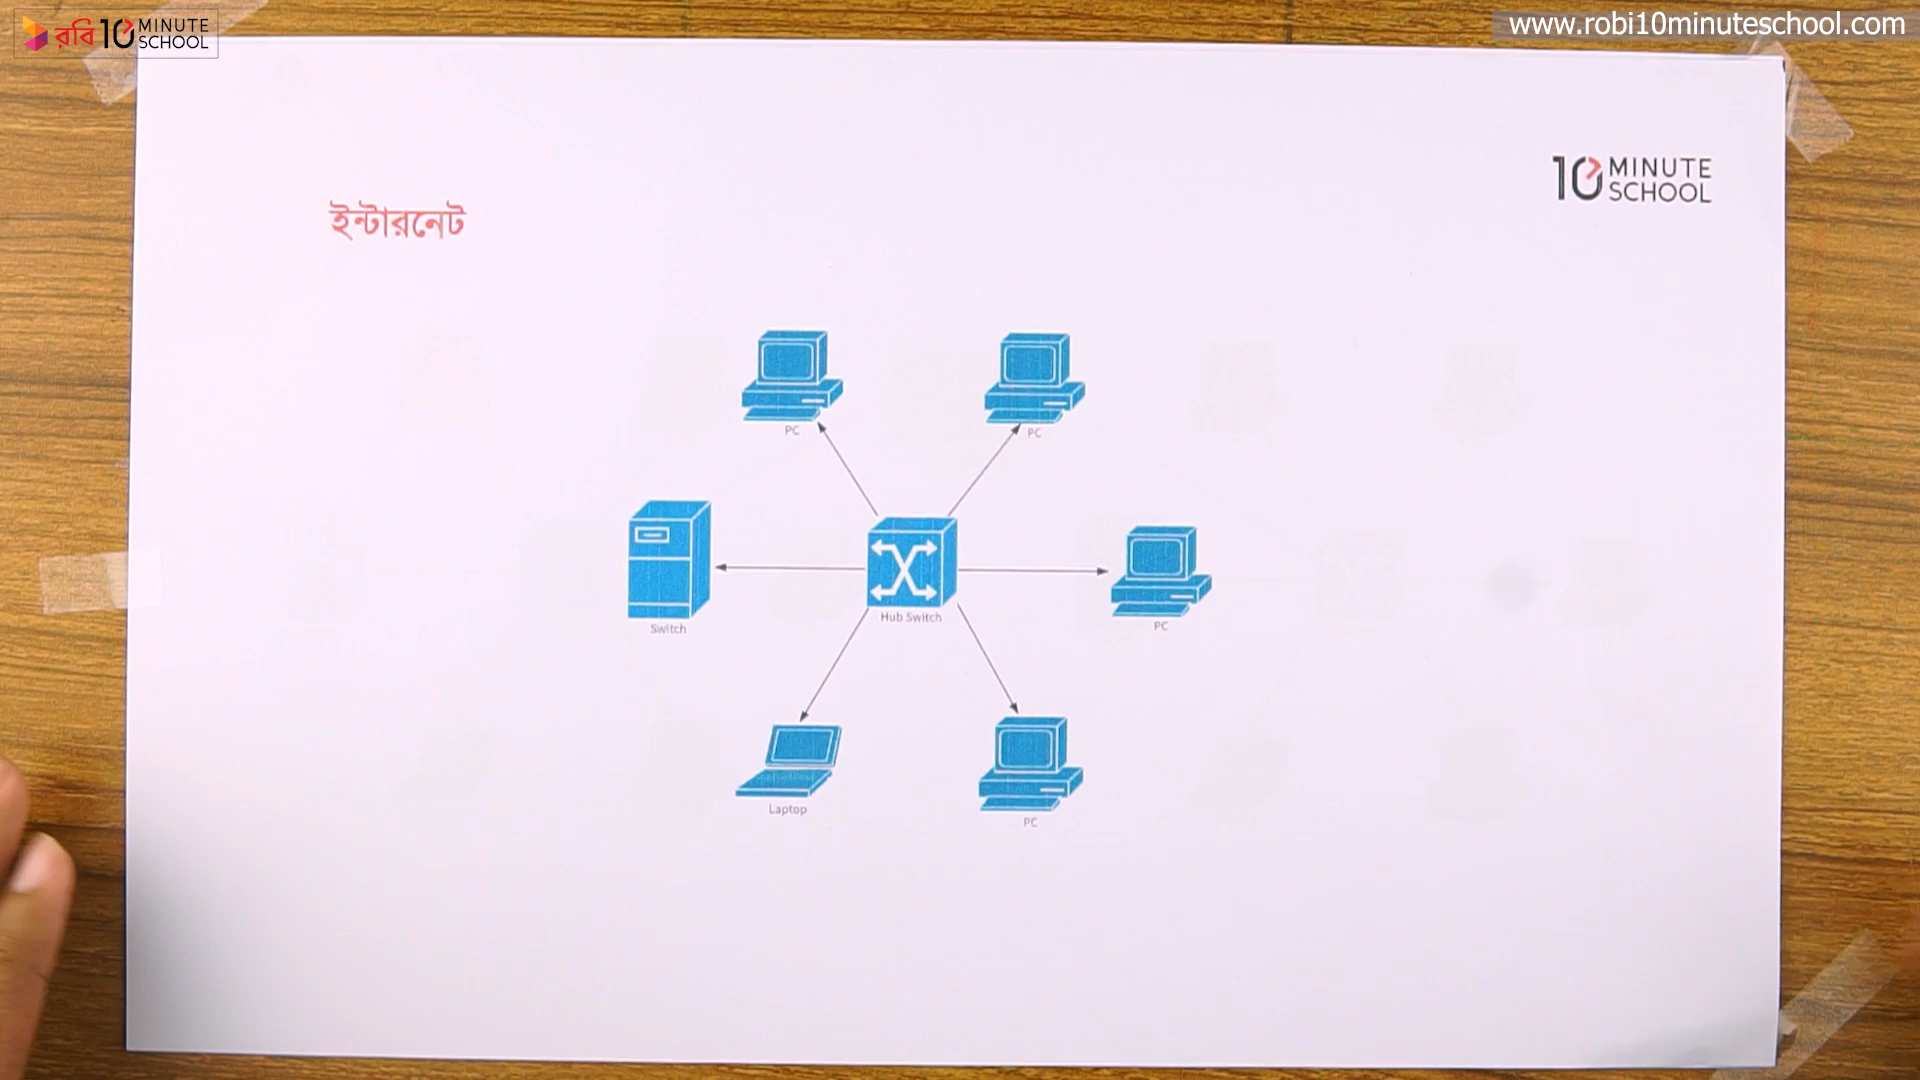 রবি 10 MINUTE SCHOOL
www.robi10minuteschool.com
10 MINUTE SCHOOL
ইন্টারনেট
PC
PC
Switch
Hub Switch
PC
Laptop
PC